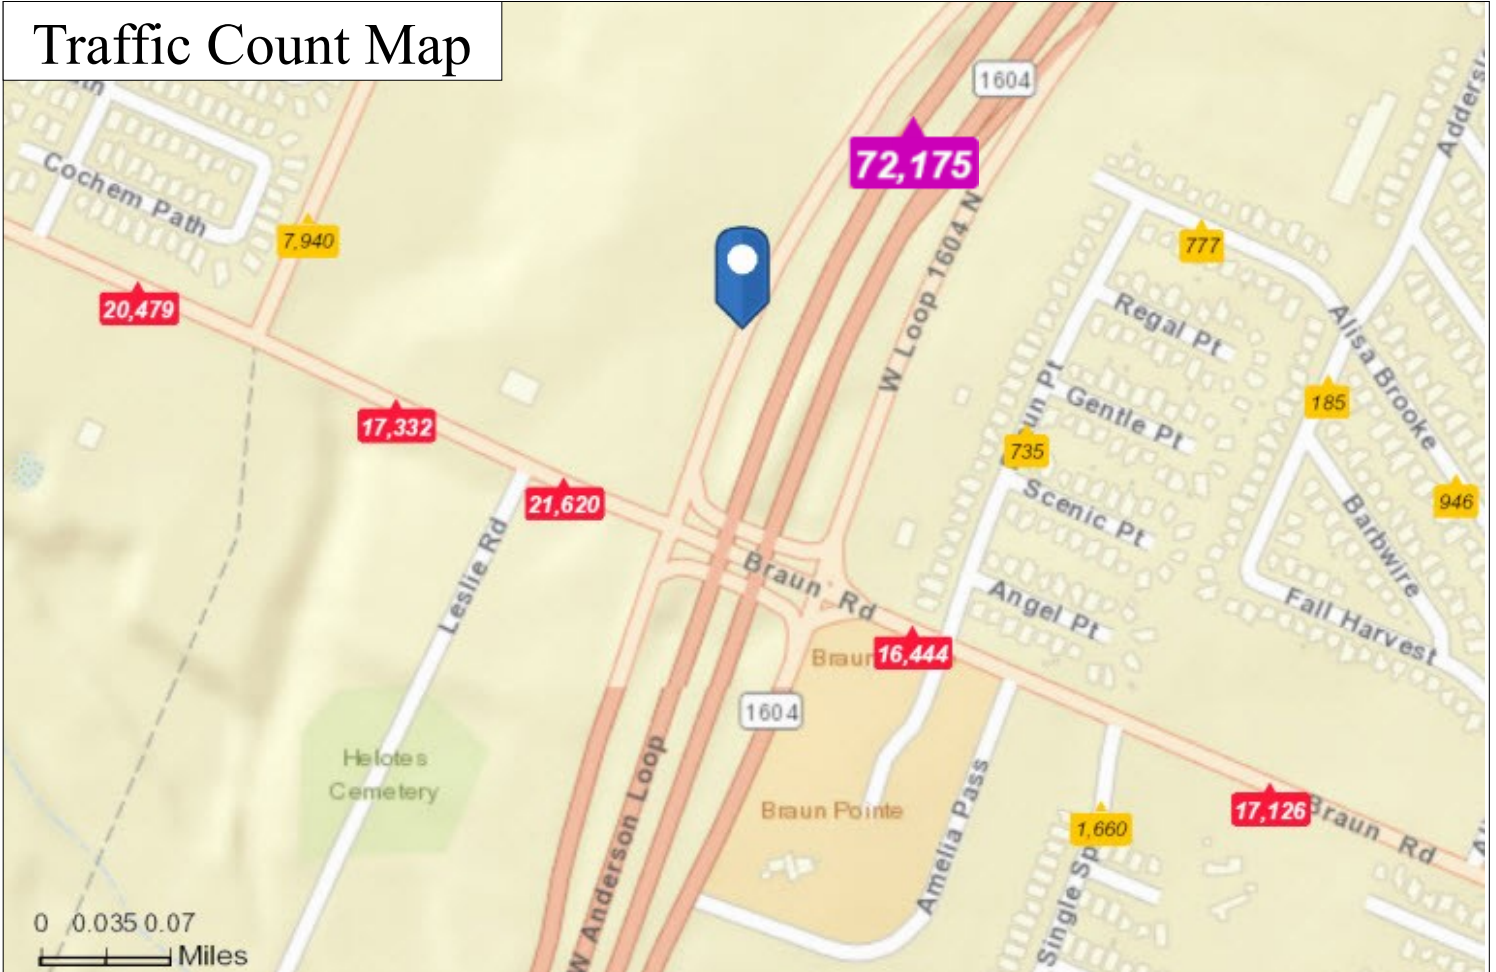 Traffic Count Map
1604
72,175
Cochem Path
7,940
20,479
777
W Loop 1604 N
Regal Pt
Alisa Brooke
17,332
Gentle Pt
185
735
21,620
Scenic Pt
946
Barbwire
Leslie Rd
Braun Rd
Angel Pt
Fall Harvest
16,444
1604
Helotes
Cemetery
W Anderson Loop
Braun Pointe
Amelia Pass
1,660
17,126
Braun Rd
0 0.035 0.07
Miles